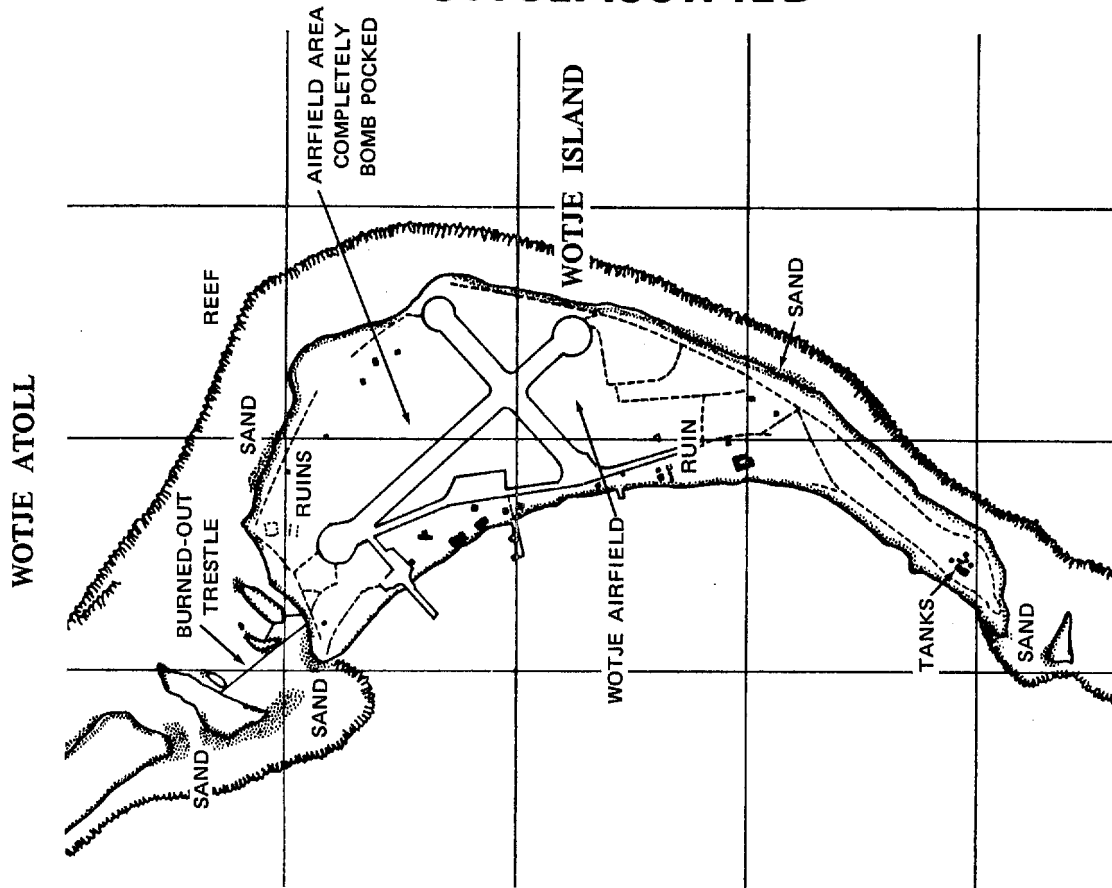 WOTJE ATOLL
AIRFIELD AREA
COMPLETELY
BOMB POCKED
REEF
WOTJE ISLAND
SAND
SAND
BURNED-OUT
TRESTLE
RUINS
RUIN
WOTJE AIRFIELD
TANKS
SAND
SAND
SAND